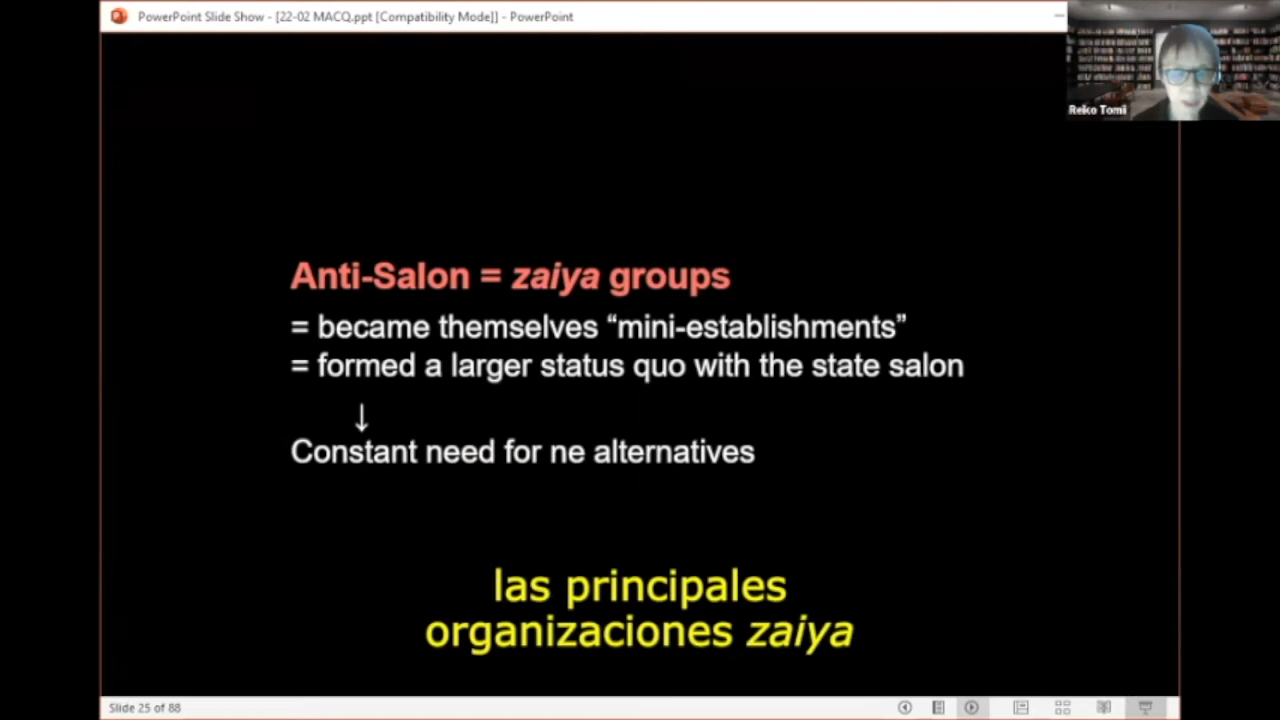 PowerPoint Slide Show - [22-02 MACQ.ppt [Compatibility Mode]] - PowerPoint
Reiko Tomii
Anti-Salon = zaiya groups
= became themselves “mini-establishments”
= formed a larger status quo with the state salon
↓
Constant need for ne alternatives
las principales
organizaciones zaiya
Slide 25 of 88